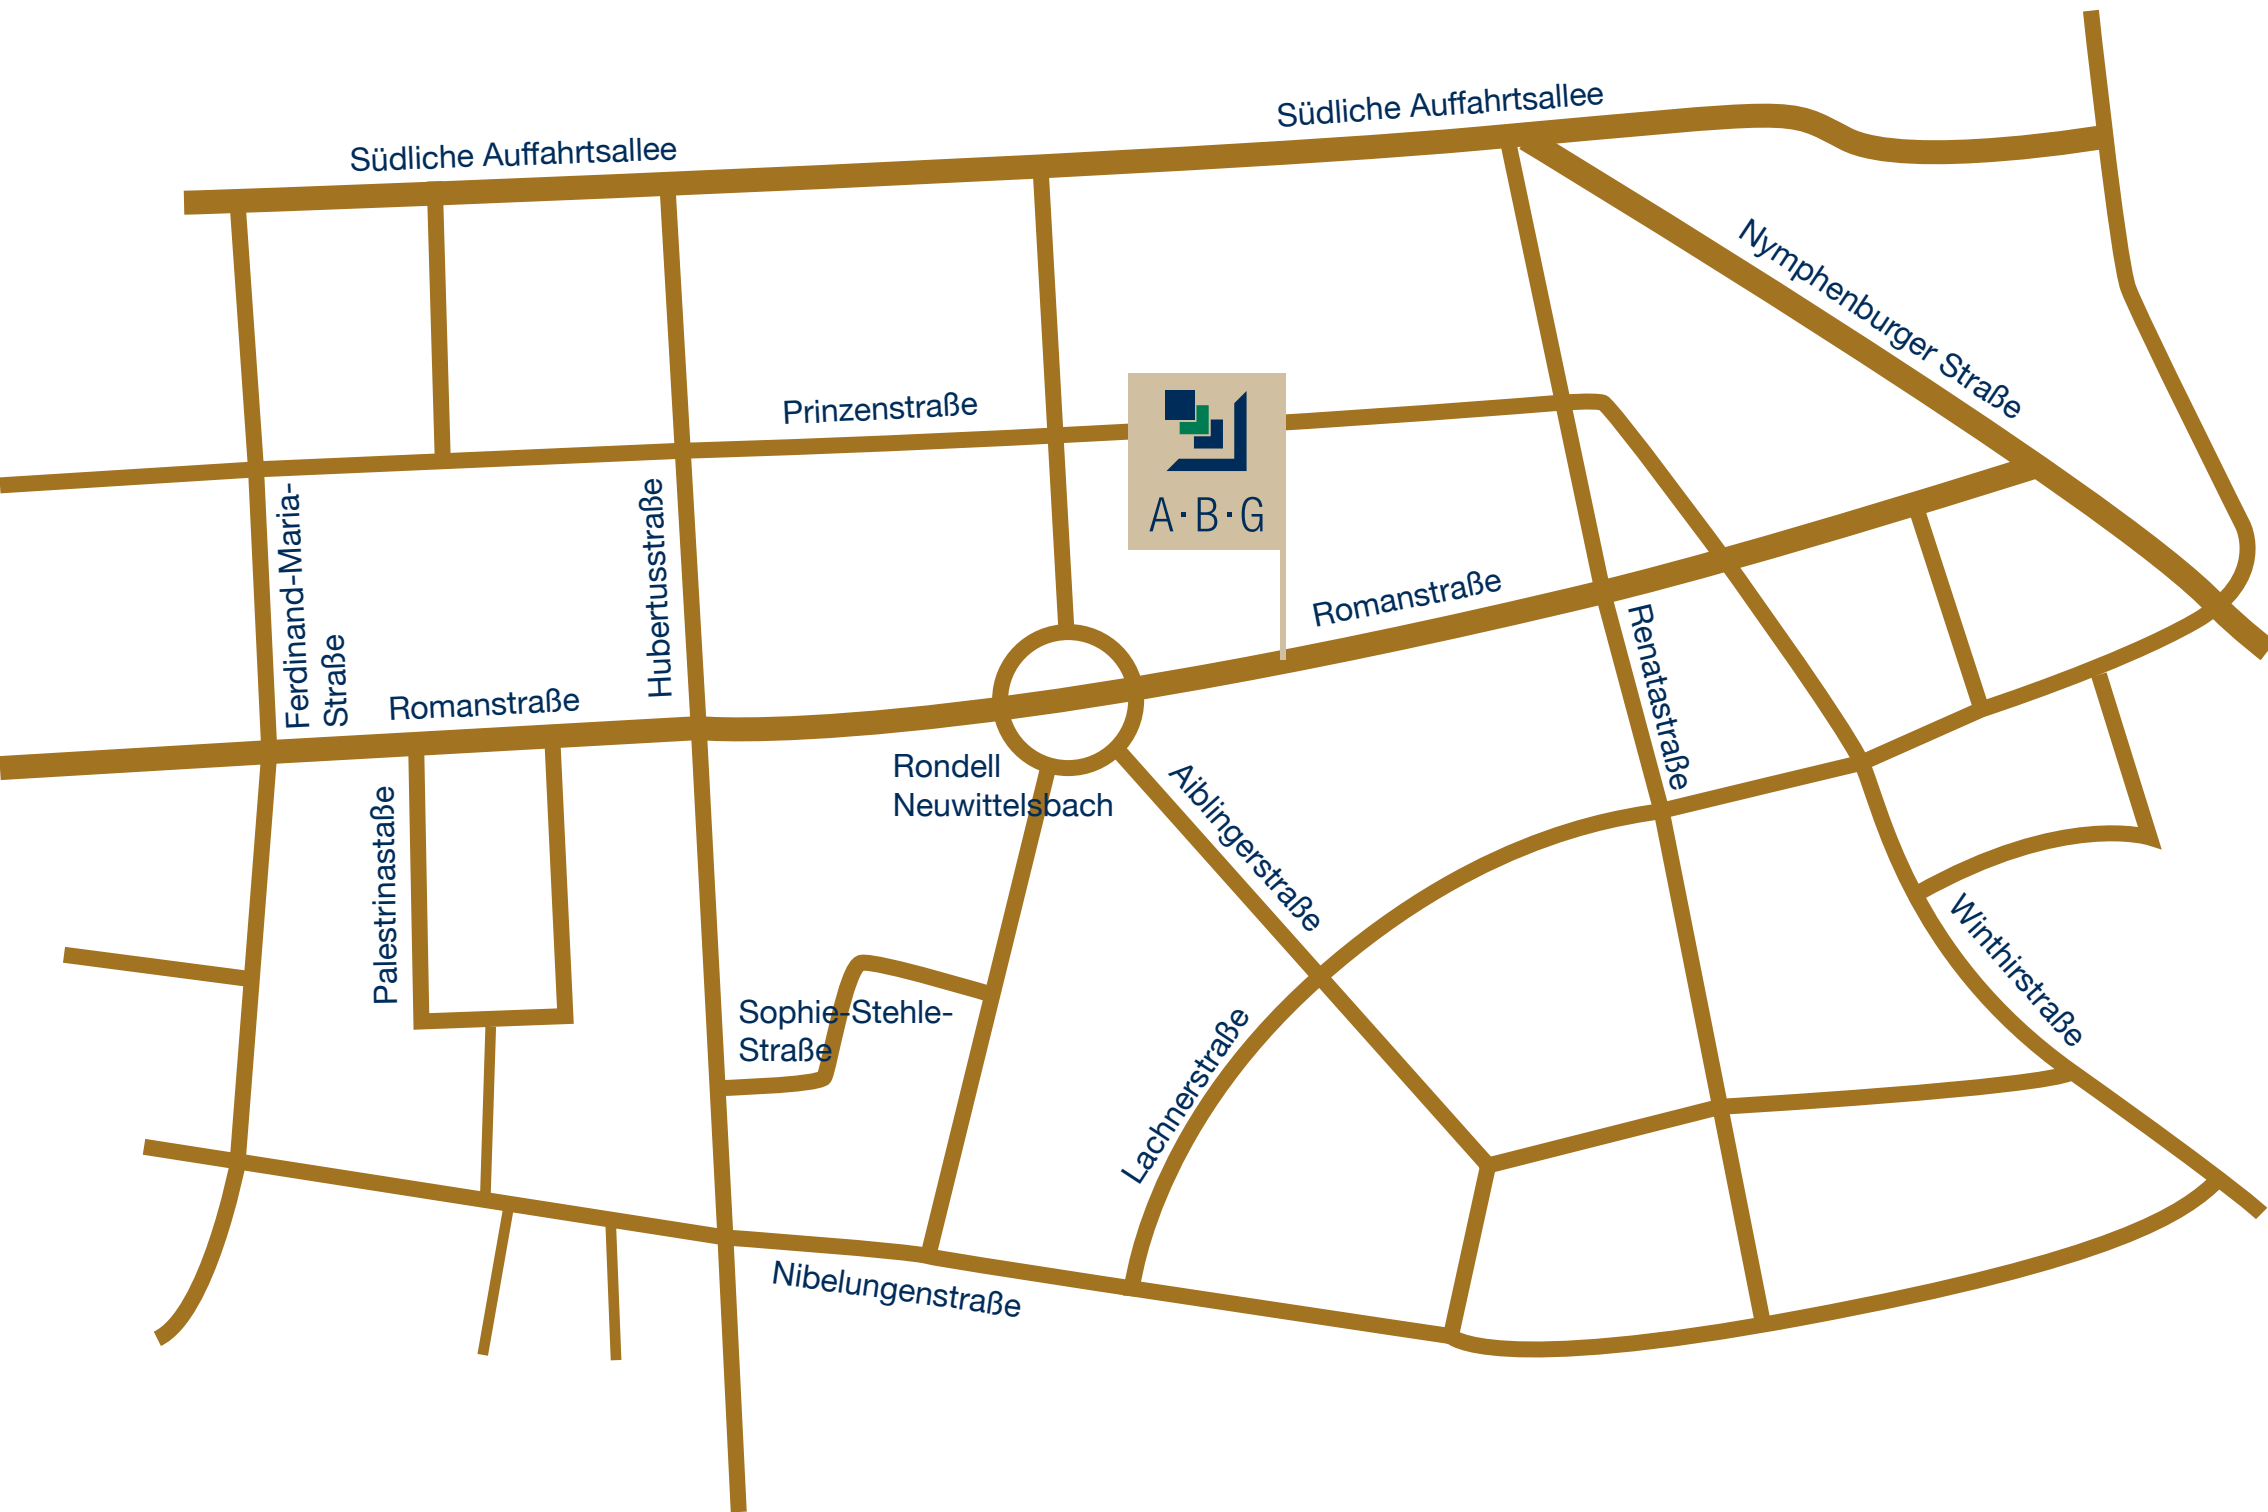 Südliche Auffahrtsallee
Südliche Auffahrtsallee
Nymphenburger Straße
Prinzenstraße
A·B·G
Ferdinand-Maria-
Straße
Hubertusstraße
Romanstraße
Romanstraße
Renatastraße
Rondell
Neuwittelsbach
Aiblingerstraße
Palestrinastaße
Winthirstraße
Sophie-Stehle-
Straße
Lachnerstraße
Nibelungenstraße